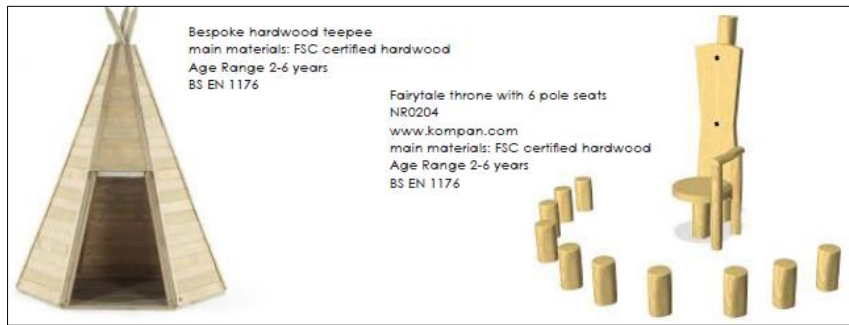 Bespoke hardwood teepee
main materials: FSC certified hardwood
Age Range 2-6 years
BS EN 1176
Fairytale throne with 6 pole seats
NR0204
www.kompan.com
main materials: FSC certified hardwood
Age Range 2-6 years
BS EN 1176